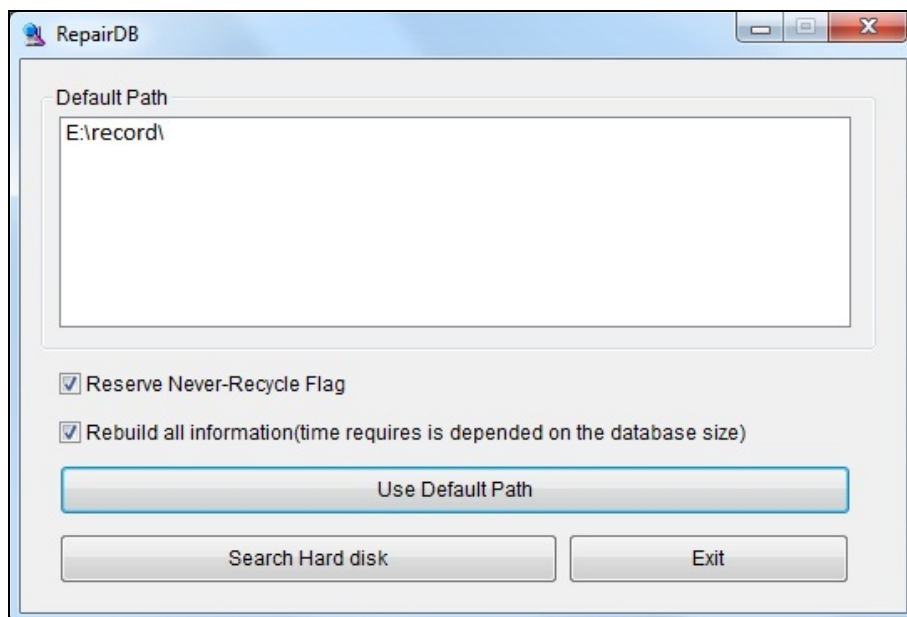 RepairDB
Default Path
E:\record\
Reserve Never-Recycle Flag
Rebuild all information(time requires is depended on the database size)
Use Default Path
Search Hard disk
Exit